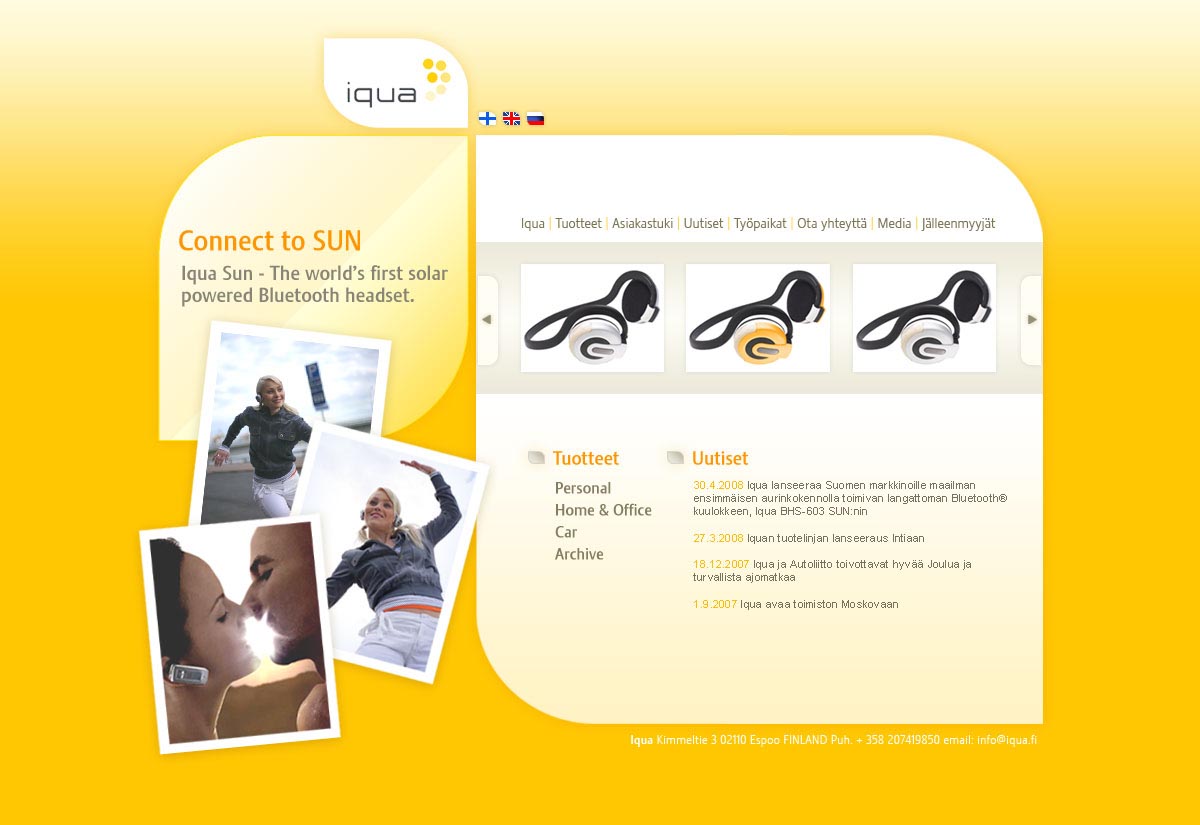 iqua
Connect to SUN
Iqua Sun - The world's first solar
powered Bluetooth headset.
Iqua | Tuotteet | Asiakastuki | Uutiset | Työpaikat | Ota yhteyttä | Media | Jälleenmyyjät
Tuotteet
Personal
Home & Office
Car
Archive
Uutiset
30.4.2008 Iqua lanseeraa Suomen markkinoille maailman
ensimmäisen aurinkokennolla toimivan langattoman Bluetooth®
kuulokkeen, Iqua BHS-603 SUN:nin
27.3.2008 Iquan tuotelinjan lanseeraus Intiaan
18.12.2007 Iqua ja Autoliitto toivottavat hyvää Joulua ja
turvallista ajomatkaa
1.9.2007 Iqua avaa toimiston Moskovaan
Iqua Kimmeltie 3 02110 Espoo FINLAND Puh. + 358 207419850 email: info@iqua.fi